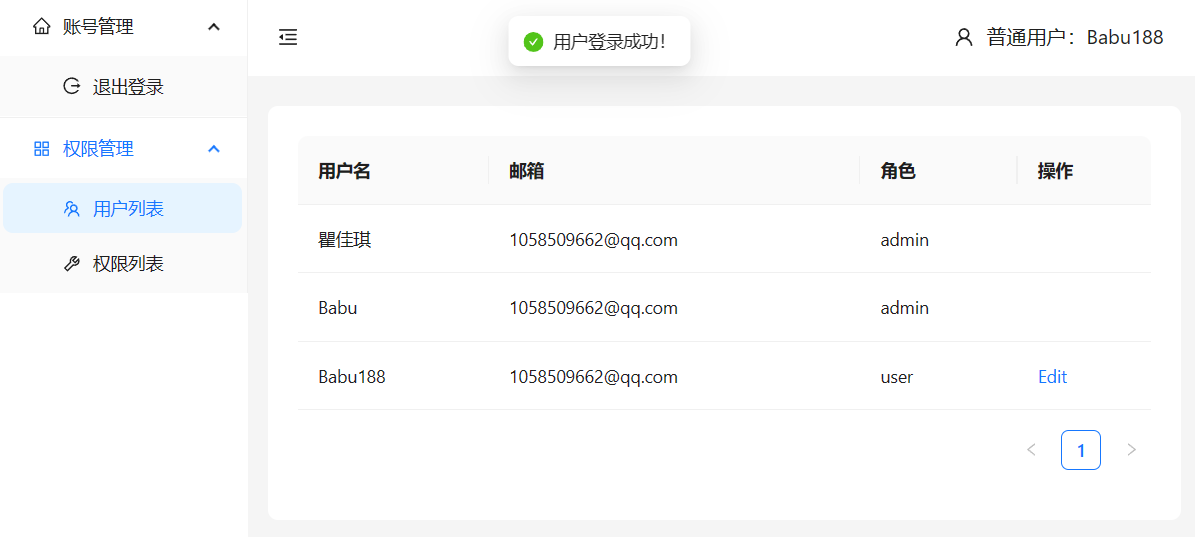 账号管理
退出登录
权限管理
用户列表
权限列表
用户登录成功！
普通用户：Babu188
用户名 邮箱 角色 操作
瞿佳琪 1058509662@qq.com admin
Babu 1058509662@qq.com admin
Babu188 1058509662@qq.com user Edit
1